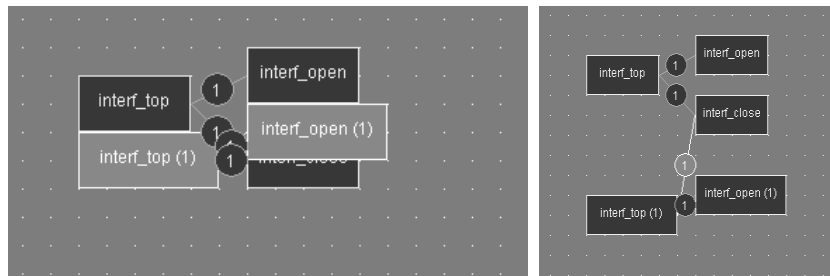 interf_open
interf_top
1
interf_open (1)
1
interf_top (1)
1
interf_close
interf_open
interf_top
1
1
interf_close
1
interf_open (1)
1
interf_top (1)